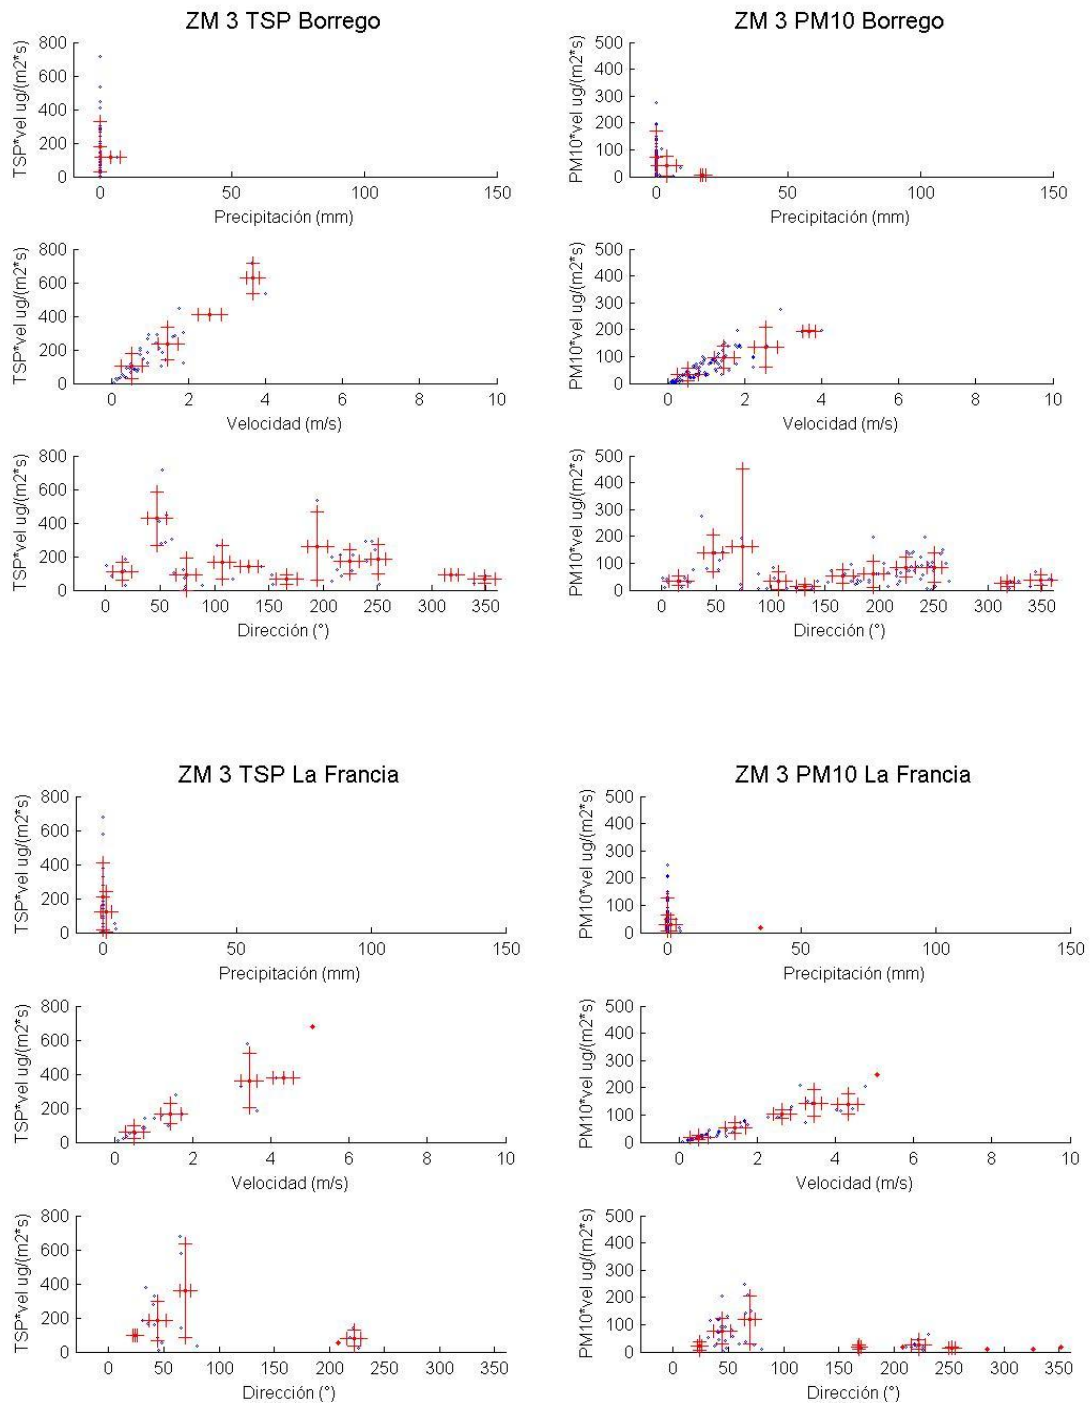 ZM 3 TSP Borrego
800
600
400
200
0
TSP*vel ug/(m2*s)
0 50 100 150
Precipitación (mm)
800
600
400
200
0
TSP*vel ug/(m2*s)
0 2 4 6 8 10
Velocidad (m/s)
800
600
400
200
0
TSP*vel ug/(m2*s)
0 50 100 150 200 250 300 350
Dirección (°)
ZM 3 PM10 Borrego
500
400
300
200
100
0
PM10*vel ug/(m2*s)
0 50 100 150
Precipitación (mm)
500
400
300
200
100
0
PM10*vel ug/(m2*s)
0 2 4 6 8 10
Velocidad (m/s)
500
400
300
200
100
0
PM10*vel ug/(m2*s)
0 50 100 150 200 250 300 350
Dirección (°)
ZM 3 TSP La Francia
800
600
400
200
0
TSP*vel ug/(m2*s)
0 50 100 150
Precipitación (mm)
800
600
400
200
0
TSP*vel ug/(m2*s)
0 2 4 6 8 10
Velocidad (m/s)
800
600
400
200
0
TSP*vel ug/(m2*s)
0 50 100 150 200 250 300 350
Dirección (°)
ZM 3 PM10 La Francia
500
400
300
200
100
0
PM10*vel ug/(m2*s)
0 50 100 150
Precipitación (mm)
500
400
300
200
100
0
PM10*vel ug/(m2*s)
0 2 4 6 8 10
Velocidad (m/s)
500
400
300
200
100
0
PM10*vel ug/(m2*s)
0 50 100 150 200 250 300 350
Dirección (°)